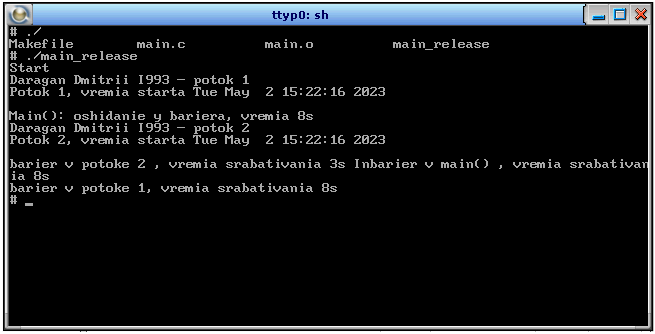 ttyp0: sh
# ./
Makefile        main.c          main.o          main_release
# ./main_release
Start
Daragan Dmitrii I993 - potok 1
Potok 1, vremia starta Tue May  2 15:22:16 2023

Main(): oshidanie y bariera, vremia 8s
Daragan Dmitrii I993 - potok 2
Potok 2, vremia starta Tue May  2 15:22:16 2023

barier v potoke 2 , vremia srabativania 3s Inbarier v main() , vremia srabativan
ia 8s
barier v potoke 1, vremia srabativania 8s
# _